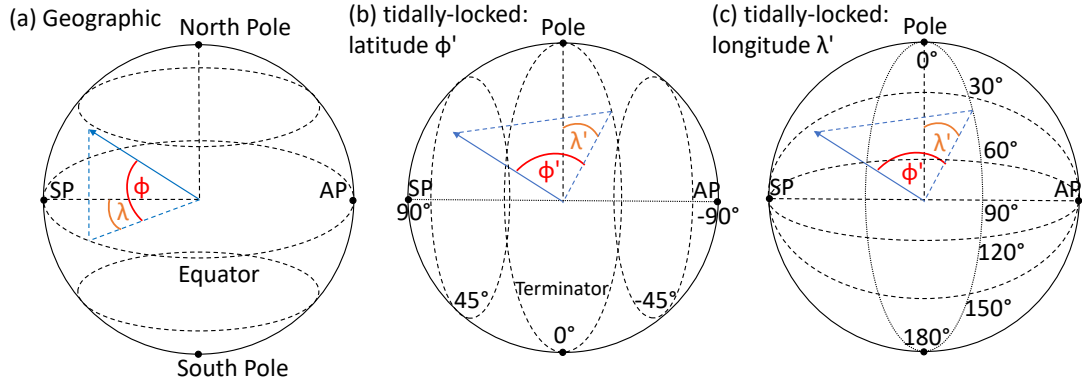 (a) Geographic
North Pole
SP
ϕ
λ
AP
Equator
South Pole
(b) tidally-locked:
latitude ϕ'
Pole
λ'
ϕ'
SP
90°
AP
-90°
45°
Terminator
-45°
0°
(c) tidally-locked:
longitude λ'
Pole
0°
30°
λ'
60°
ϕ'
SP
AP
90°
120°
150°
180°